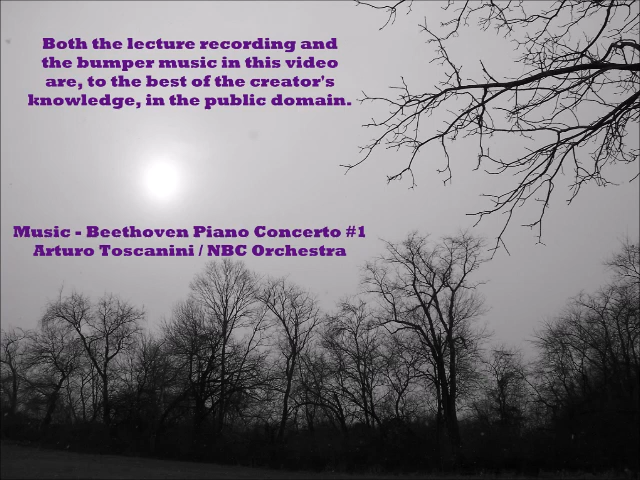 Both the lecture recording and
the bumper music in this video
are, to the best of the creator's
knowledge, in the public domain.
Music - Beethoven Piano Concerto #1
Arturo Toscanini / NBC Orchestra